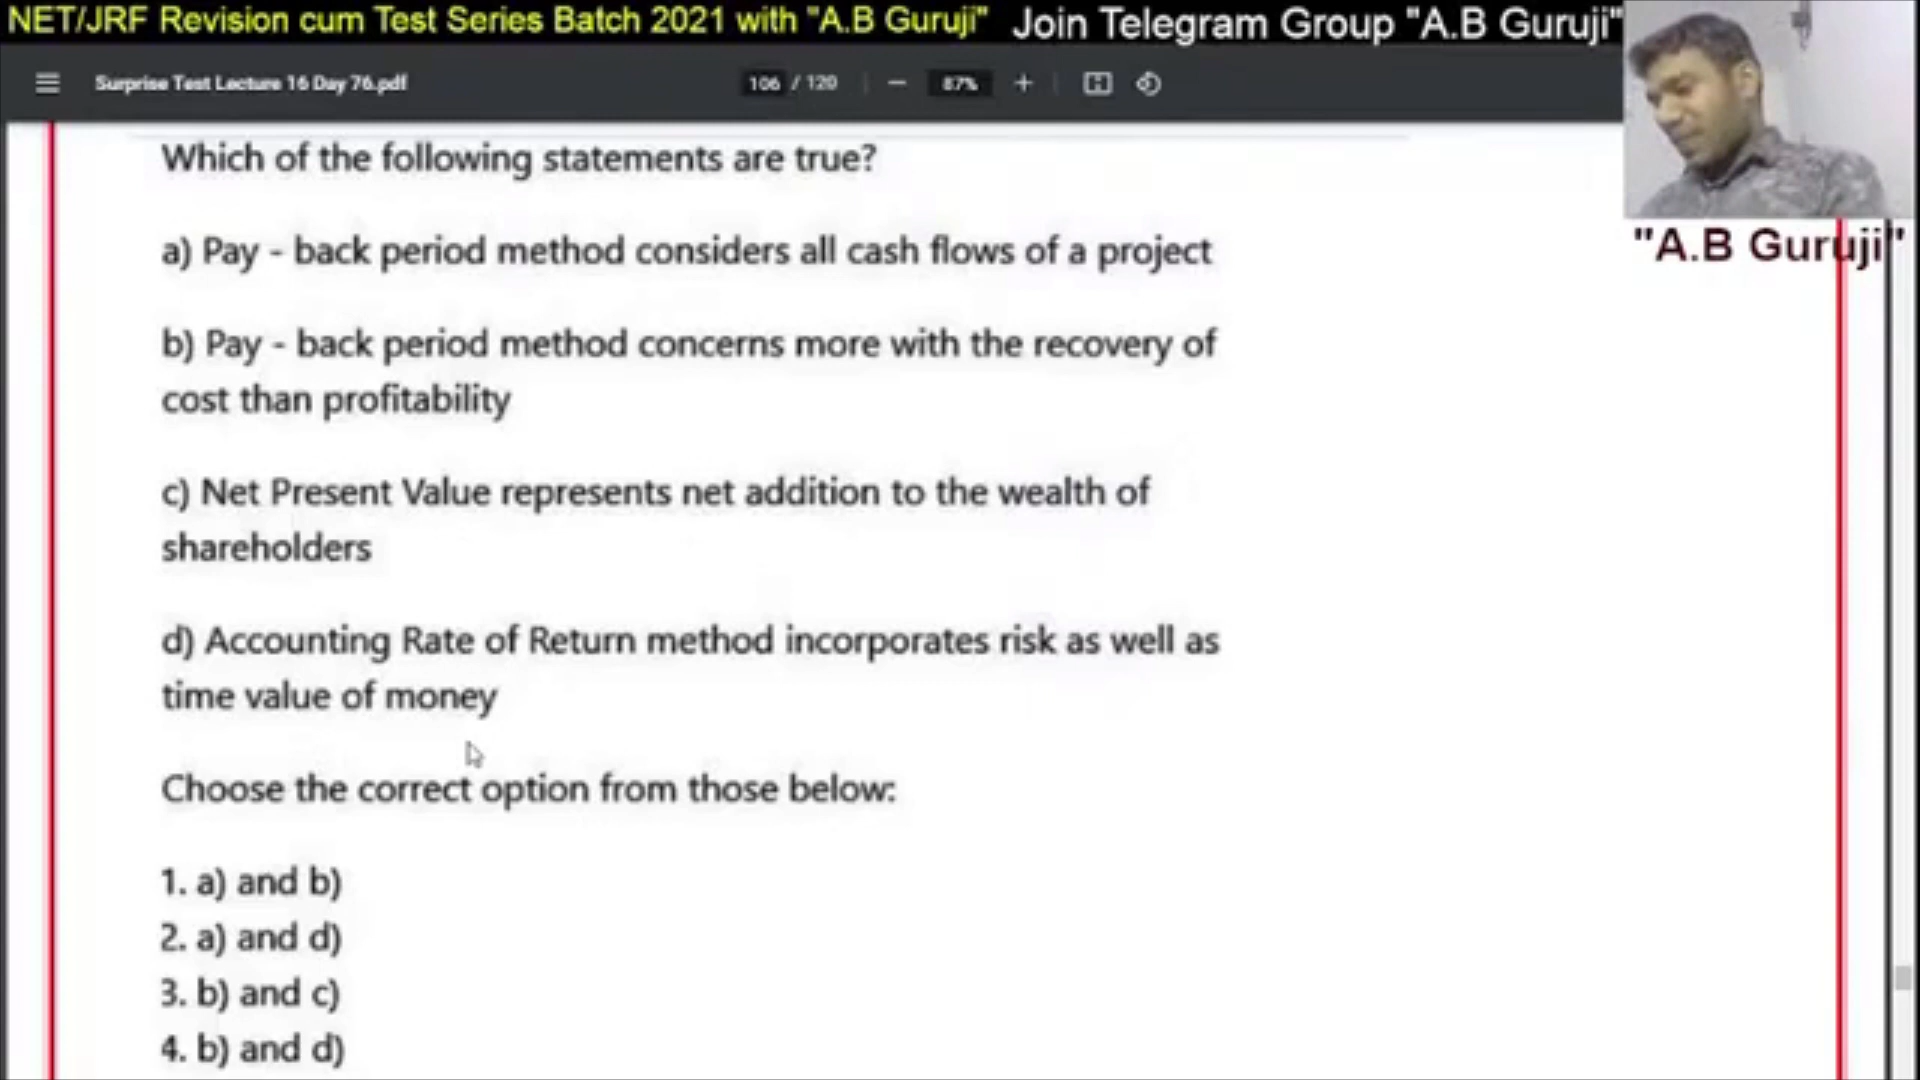 NET/JRF Revision cum Test Series Batch 2021 with "A.B Guruji" Join Telegram Group "A.B Guruji"
Surprise Test Lecture 16 Day 76.pdf 106 / 120 87%
"A.B Guruji"
Which of the following statements are true?
a) Pay - back period method considers all cash flows of a project
b) Pay - back period method concerns more with the recovery of
cost than profitability
c) Net Present Value represents net addition to the wealth of
shareholders
d) Accounting Rate of Return method incorporates risk as well as
time value of money
Choose the correct option from those below:
1. a) and b)
2. a) and d)
3. b) and c)
4. b) and d)